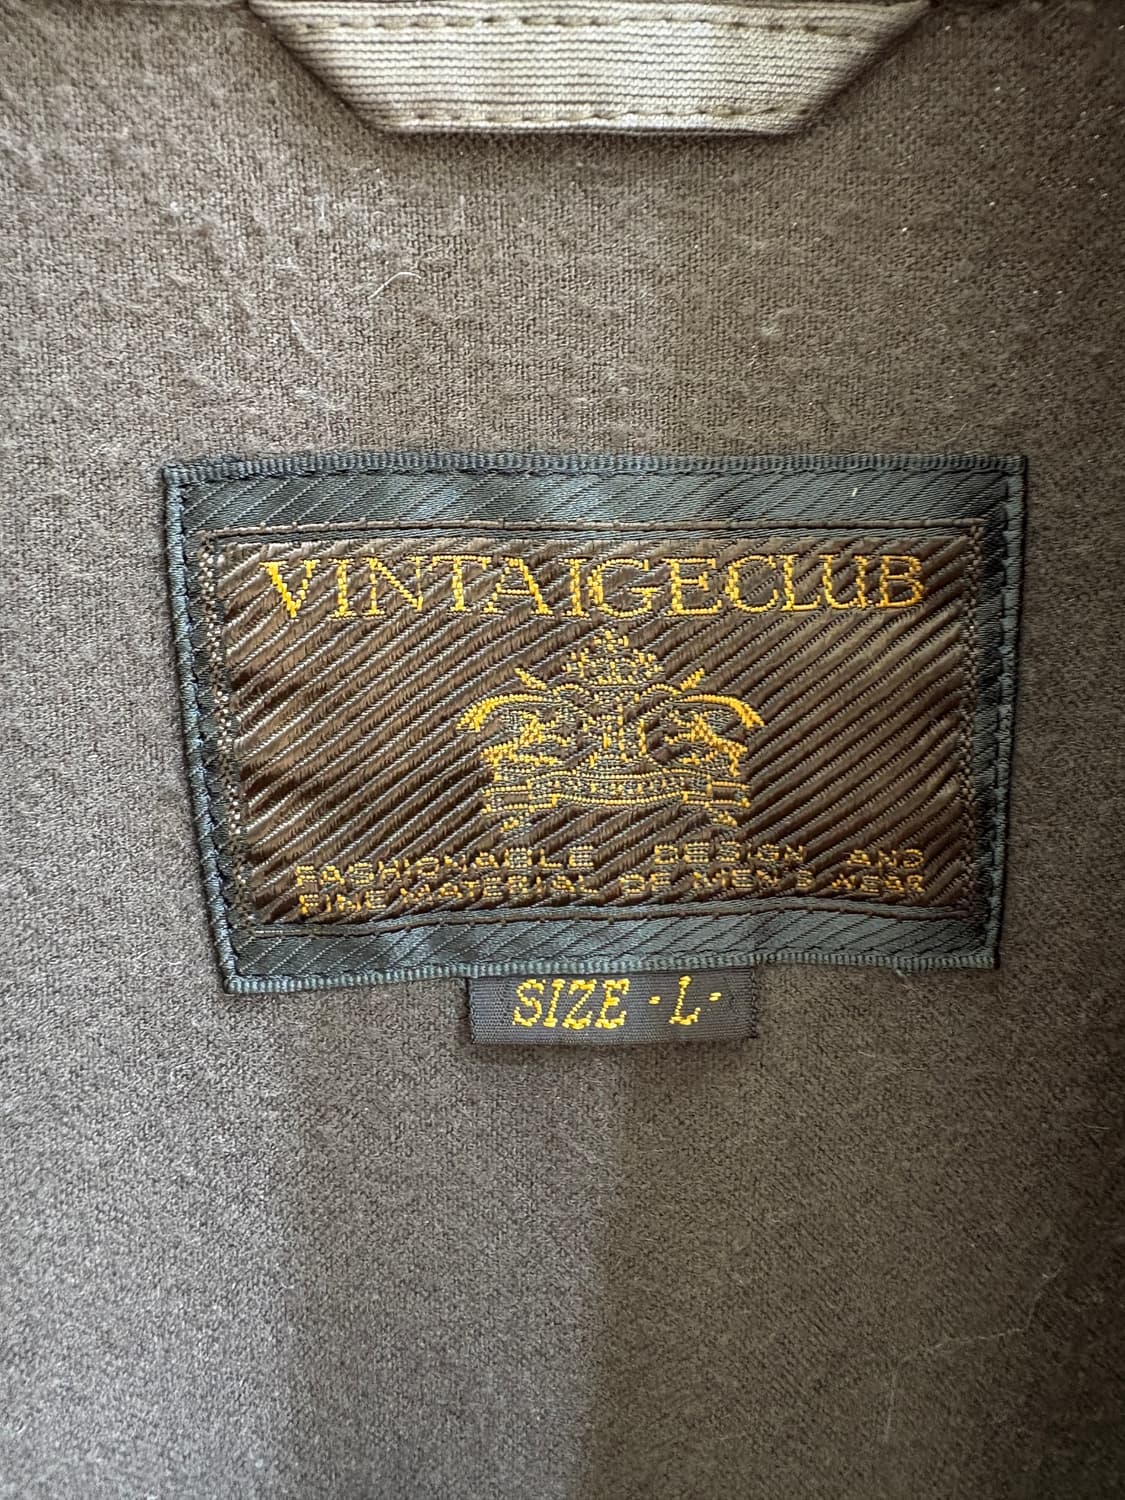 VINTAIGECLUB
FASHIONABLE DESIGN AND
FINE MATERIAL OF MEN'S WEAR
SIZE -L-